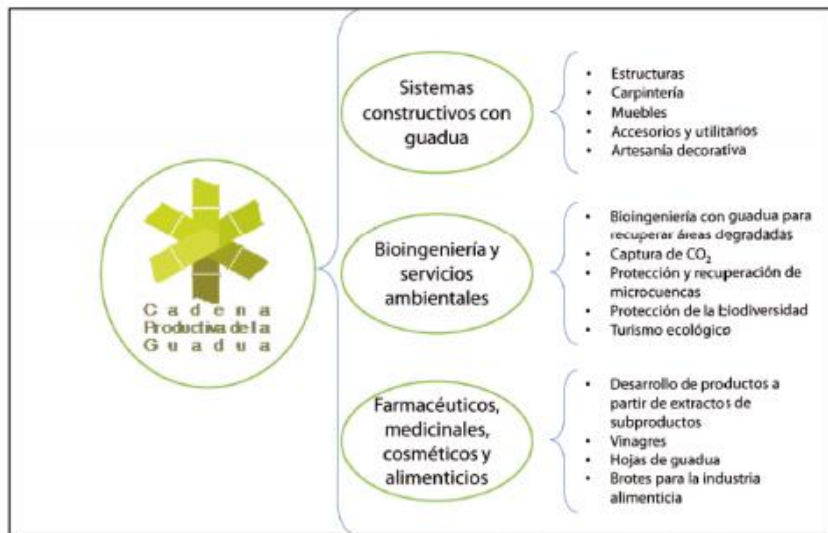 Cadena
Productiva de la
Guadua
Sistemas
constructivos con
guadua
• Estructuras
• Carpintería
• Muebles
• Accesorios y utilitarios
• Artesanía decorativa
Bioingeniería y
servicios
ambientales
• Bioingeniería con guadua para
recuperar áreas degradadas
• Captura de CO₂
• Protección y recuperación de
microcuencas
• Protección de la biodiversidad
• Turismo ecológico
Farmacéuticos,
medicinales,
cosméticos y
alimenticios
• Desarrollo de productos a
partir de extractos de
subproductos
• Vinagres
• Hojas de guadua
• Brotes para la industria
alimenticia